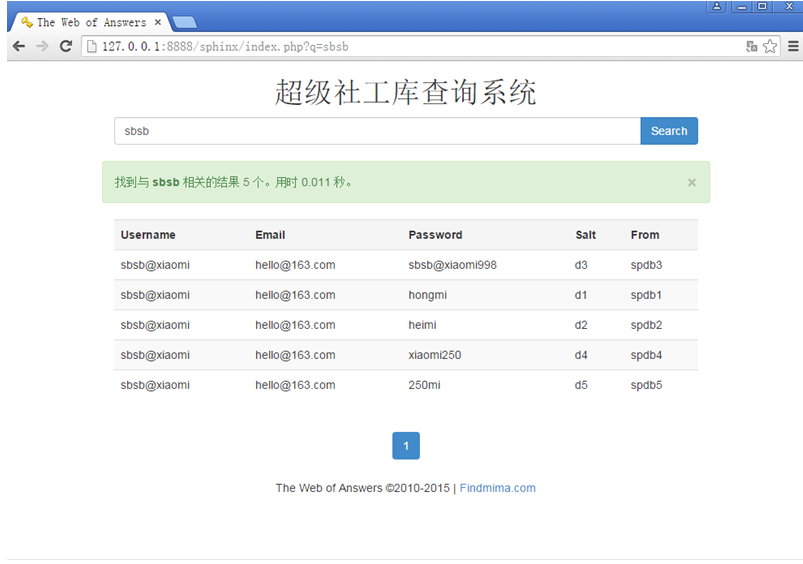 The Web of Answers
127.0.0.1:8888/sphinx/index.php?q=sbsb
超级社工库查询系统
sbsb Search
找到与 sbsb 相关的结果 5 个。用时 0.011 秒。 ×
Username Email Password Salt From
sbsb@xiaomi hello@163.com sbsb@xiaomi998 d3 spdb3
sbsb@xiaomi hello@163.com hongmi d1 spdb1
sbsb@xiaomi hello@163.com heimi d2 spdb2
sbsb@xiaomi hello@163.com xiaomi250 d4 spdb4
sbsb@xiaomi hello@163.com 250mi d5 spdb5
1
The Web of Answers ©2010-2015 | Findmima.com